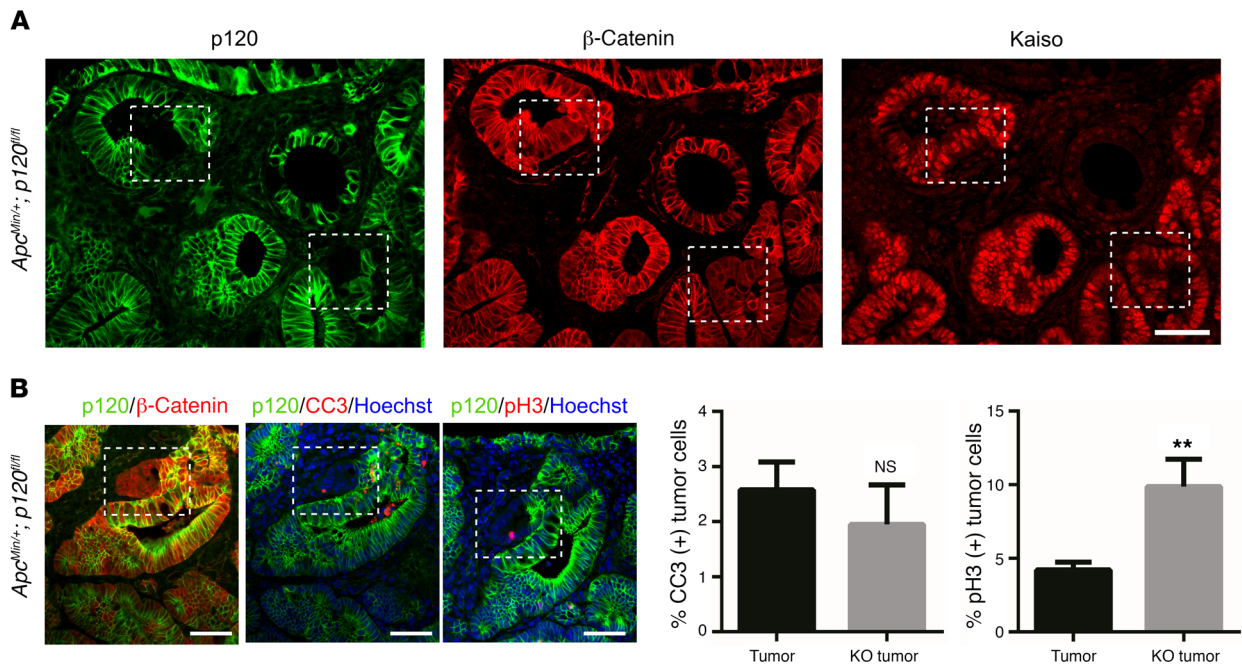 A
p120
β-Catenin
Kaiso
Apc^Min/+; p120^fl/fl
B
p120/β-Catenin
p120/CC3/Hoechst
p120/pH3/Hoechst
Apc^Min/+; p120^fl/fl
% CC3 (+) tumor cells
4
3
2
1
0
NS
Tumor
KO tumor
% pH3 (+) tumor cells
15
10
5
0
**
Tumor
KO tumor